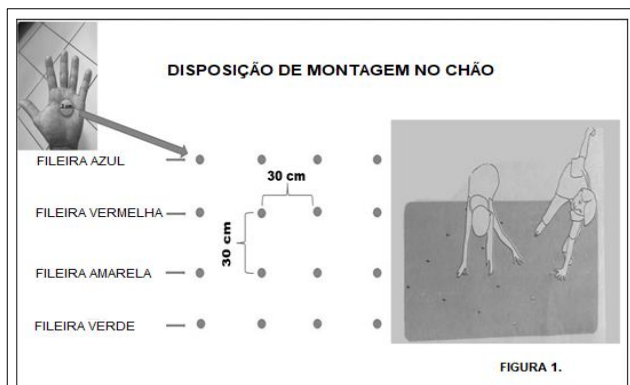 DISPOSIÇÃO DE MONTAGEM NO CHÃO
FILEIRA AZUL
30 cm
FILEIRA VERMELHA
30 cm
FILEIRA AMARELA
FILEIRA VERDE
FIGURA 1.